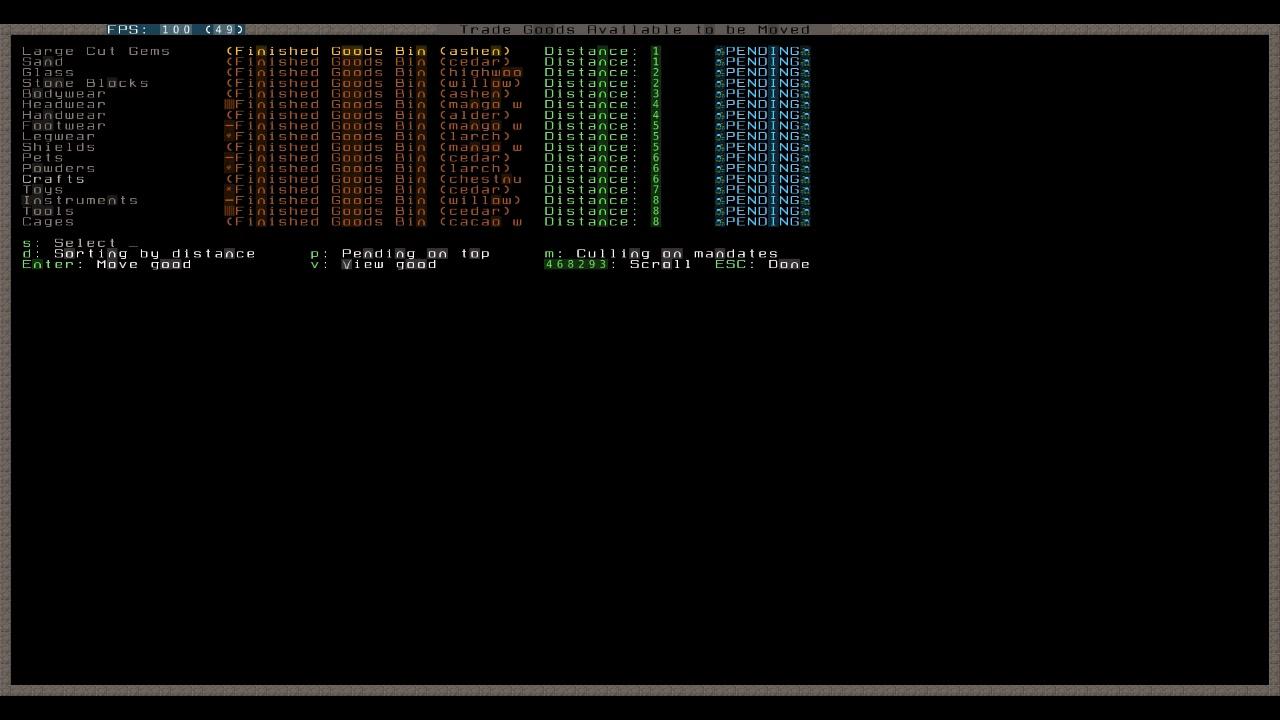 FPS: 100 (49) Trade Goods Available to be Moved
Large Cut Gems (Finished Goods Bin (ashen) Distance: 1 PENDING
Sand (Finished Goods Bin (cedar) Distance: 1 PENDING
Glass (Finished Goods Bin (highwoo Distance: 2 PENDING
Stone Blocks (Finished Goods Bin (willow) Distance: 2 PENDING
Bodywear (Finished Goods Bin (ashen) Distance: 3 PENDING
Headwear ‖Finished Goods Bin (mango w Distance: 4 PENDING
Handwear (Finished Goods Bin (alder) Distance: 4 PENDING
Footwear -Finished Goods Bin (mango w Distance: 5 PENDING
Legwear *Finished Goods Bin (larch) Distance: 5 PENDING
Shields (Finished Goods Bin (mango w Distance: 5 PENDING
Pets -Finished Goods Bin (cedar) Distance: 6 PENDING
Powders *Finished Goods Bin (larch) Distance: 6 PENDING
Crafts (Finished Goods Bin (chestnu Distance: 6 PENDING
Toys *Finished Goods Bin (cedar) Distance: 7 PENDING
Instruments -Finished Goods Bin (willow) Distance: 8 PENDING
Tools ‖Finished Goods Bin (cedar) Distance: 8 PENDING
Cages (Finished Goods Bin (cacao w Distance: 8 PENDING
s: Select _
d: Sorting by distance p: Pending on top m: Culling on mandates
Enter: Move good v: View good 468293: Scroll ESC: Done